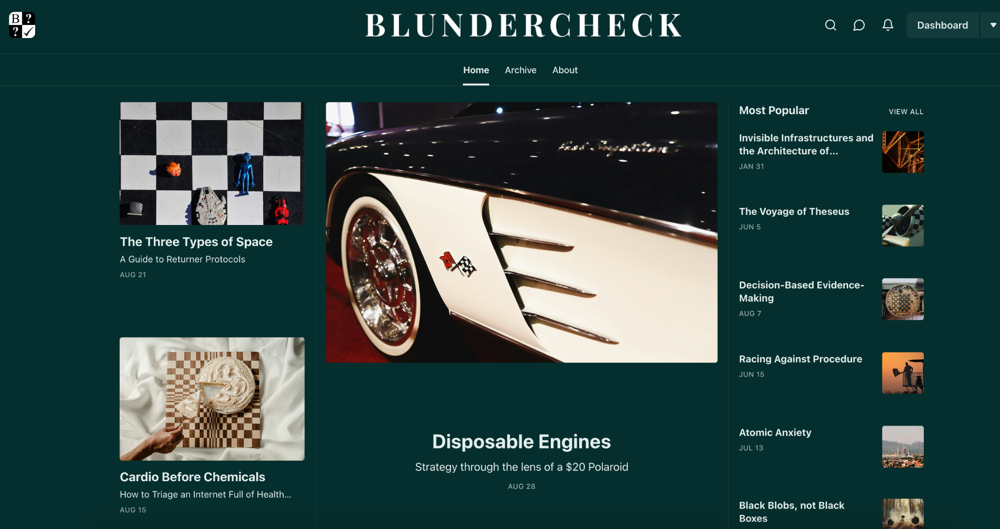 B ?
?
BLUNDERCHECK
Dashboard
Home Archive About
The Three Types of Space
A Guide to Returner Protocols
AUG 21
Cardio Before Chemicals
How to Triage an Internet Full of Health...
AUG 15
Disposable Engines
Strategy through the lens of a $20 Polaroid
AUG 28
Most Popular
VIEW ALL
Invisible Infrastructures and
the Architecture of...
JAN 31
The Voyage of Theseus
JUN 5
Decision-Based Evidence-
Making
AUG 7
Racing Against Procedure
JUN 15
Atomic Anxiety
JUL 13
Black Blobs, not Black
Boxes